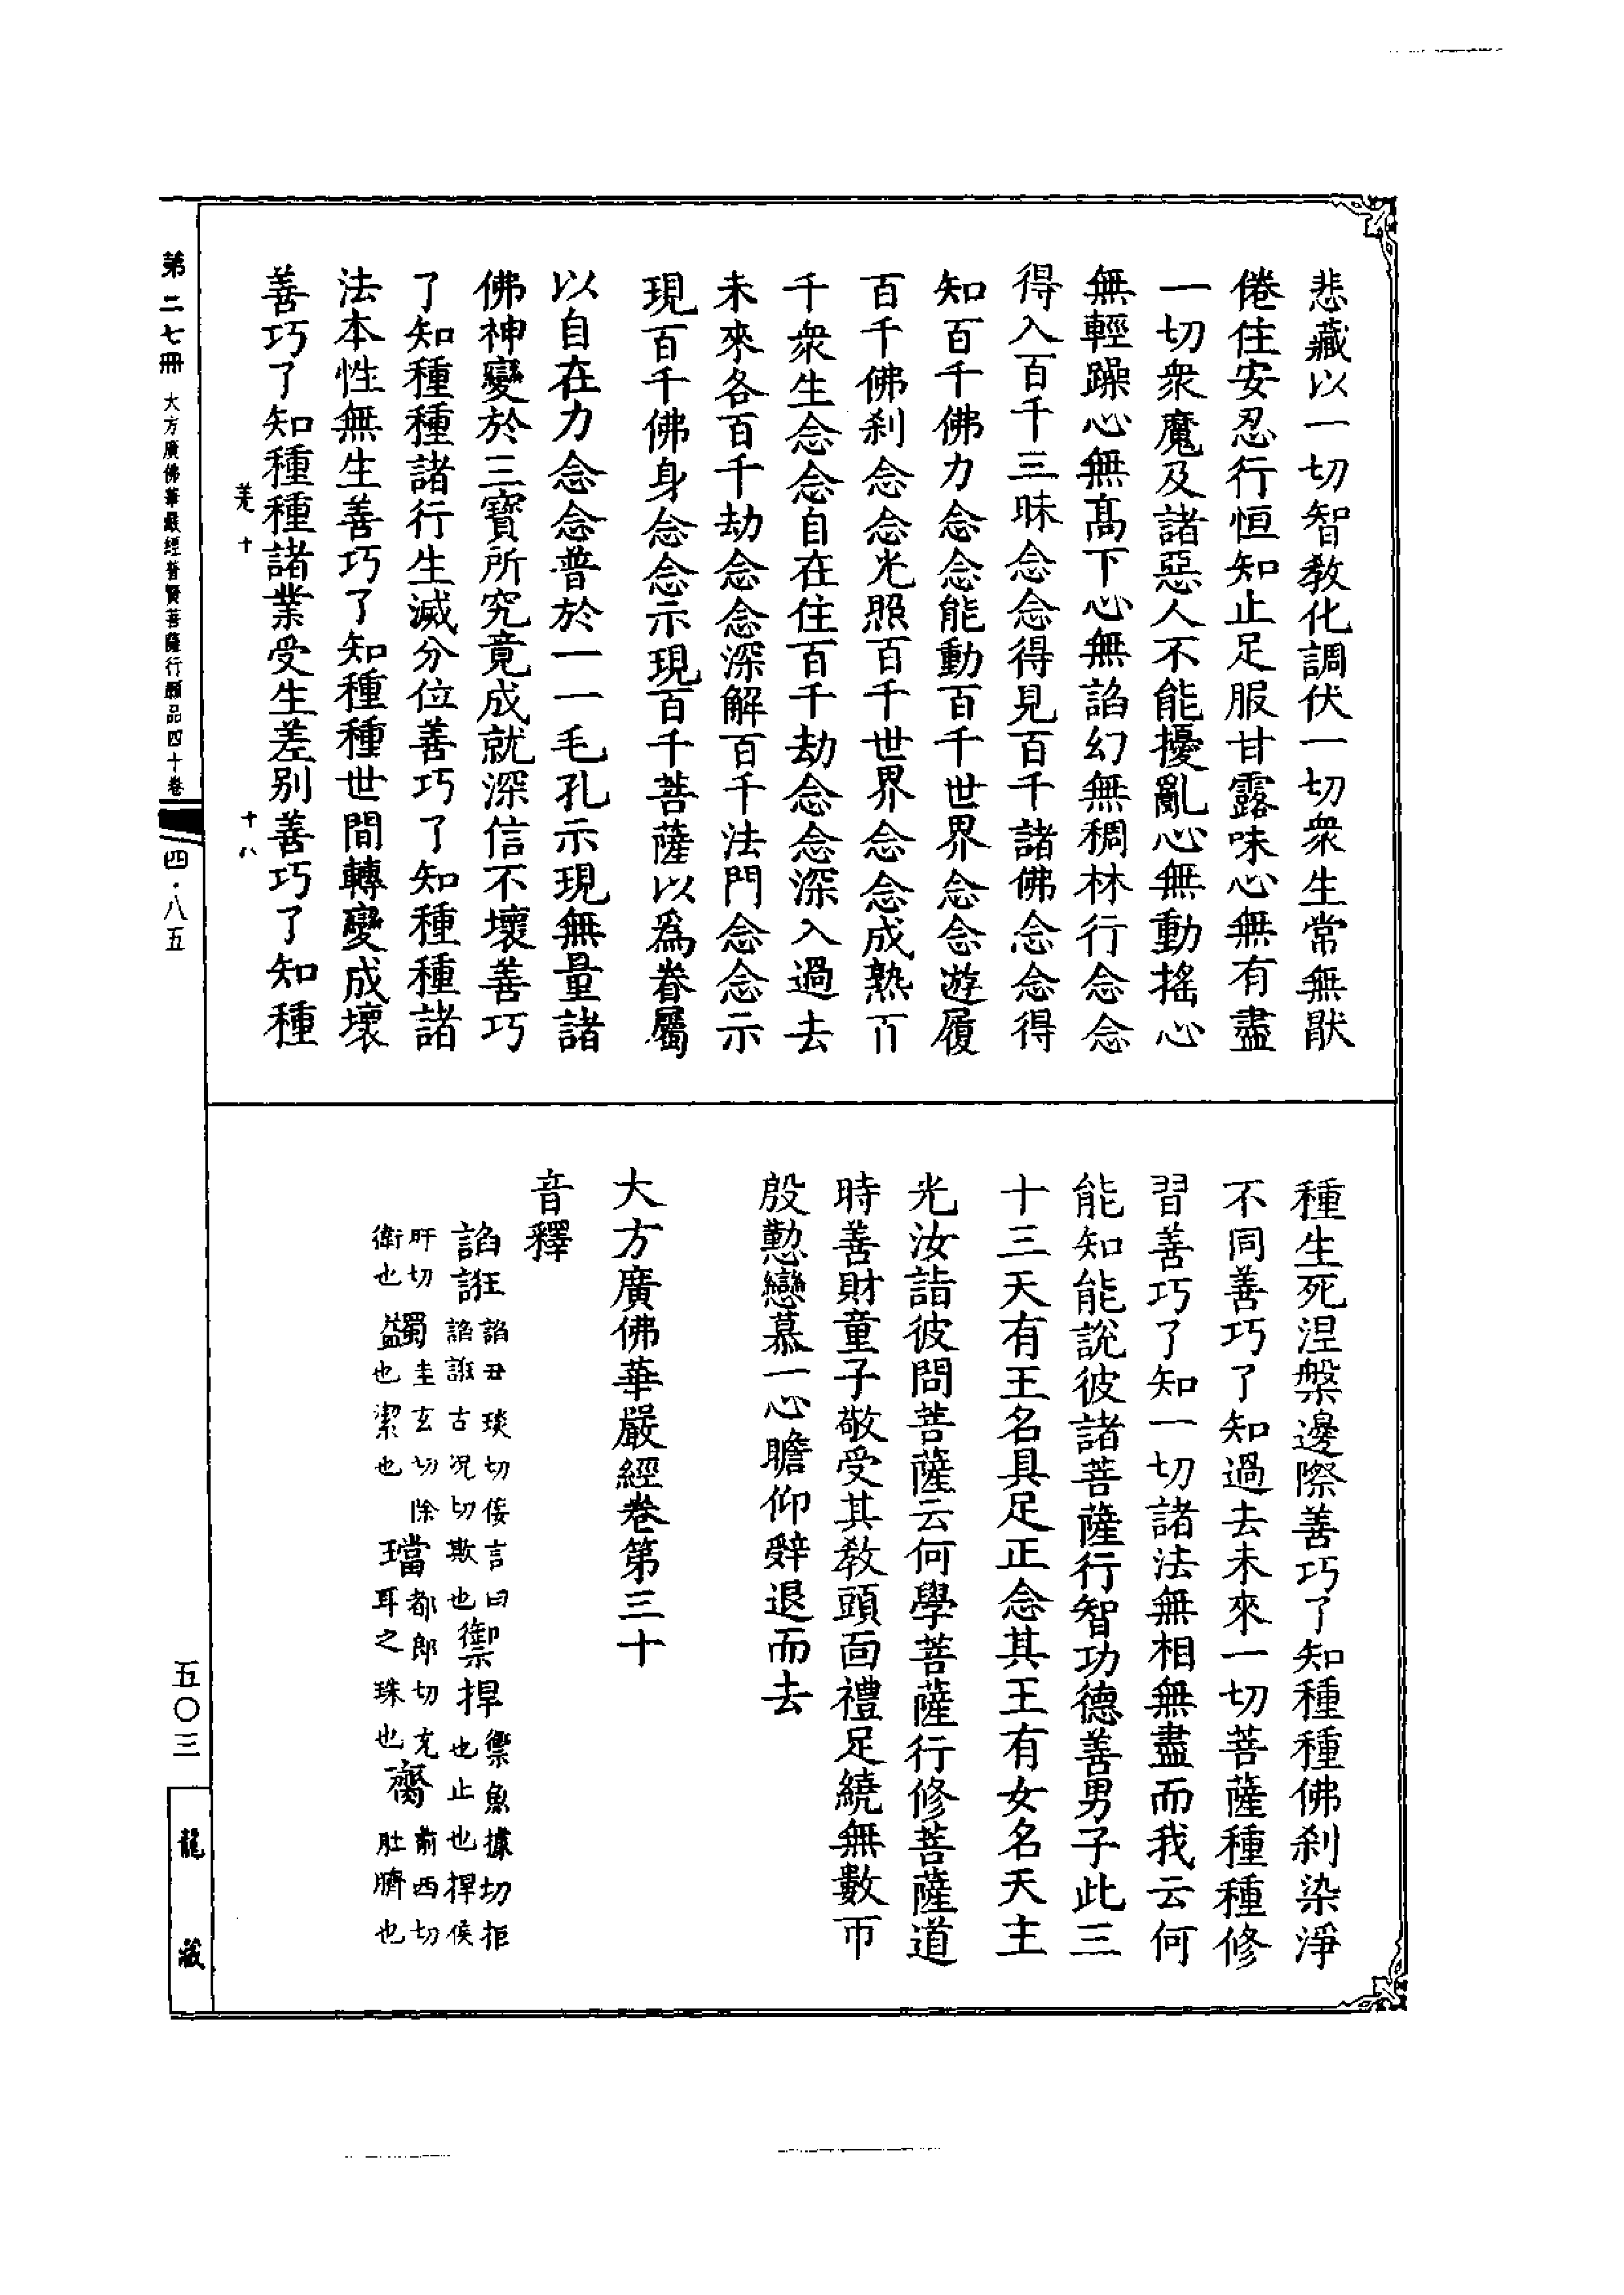 悲藏以一切智教化調伏一切衆生常無猒
倦住安忍行恒知止足服甘露味心無有盡
一切衆魔及諸惡人不能擾亂心無動搖心
無輕躁心無髙下心無諂幻無稠林行念念
得入百千三昧念念得見百千諸佛念念得
知百千佛力念念能動百千世界念念遊履
百千佛刹念念光照百千世界念念成熟百
千衆生念念自在住百千劫念念深入過去
未來各百千劫念念深解百千法門念念示
現百千佛身念念示現百千菩薩以爲眷屬
以自在力念念普於一一毛孔示現無量諸
佛神變於三寶所究竟成就深信不壞善巧
了知種種諸行生滅分位善巧了知種種諸
法本性無生善巧了知種種世間轉變成壞
善巧了知種種諸業受生差别善巧了知種
羌十
十八
第二七冊 大方廣佛華嚴經普賢菩薩行願品四十卷
四·八五
種生死涅槃邊際善巧了知種種佛刹染淨
不同善巧了知過去未來一切菩薩種種修
習善巧了知一切諸法無相無盡而我云何
能知能說彼諸菩薩行智功德善男子此三
十三天有王名具足正念其王有女名天主
光汝詣彼問菩薩云何學菩薩行修菩薩道
時善財童子敬受其教頭面禮足繞無數帀
殷懃戀慕一心瞻仰辭退而去
大方廣佛華嚴經卷第三十
音釋
諂誑 諂丑琰切佞言曰諂誑古况切欺也 禦捍 禦魚據切拒也止也捍侯
肝切衛也 蠲 圭玄切除也潔也 璫 都郎切充耳之珠也 齎 前西切肚臍也
五〇三
龍藏